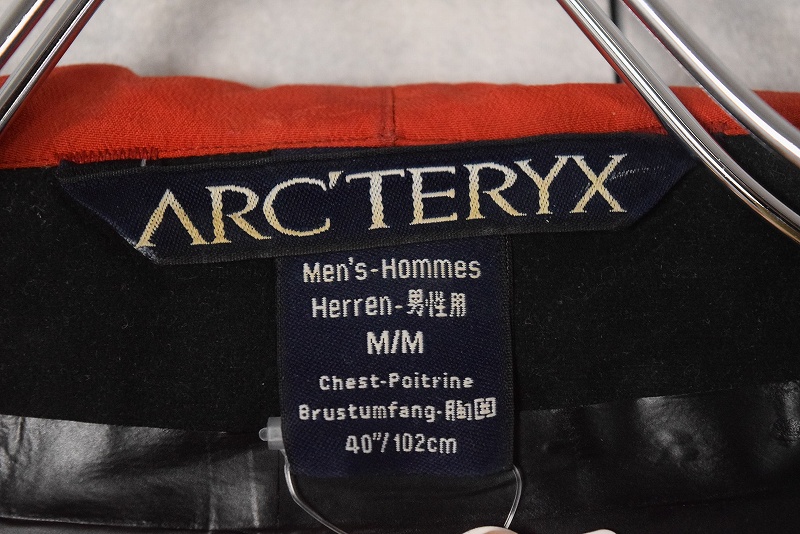 ARC'TERYX
Men's-Hommes
Herren-男性用
M/M
Chest-Poitrine
Brustumfang-胸囲
40"/102cm